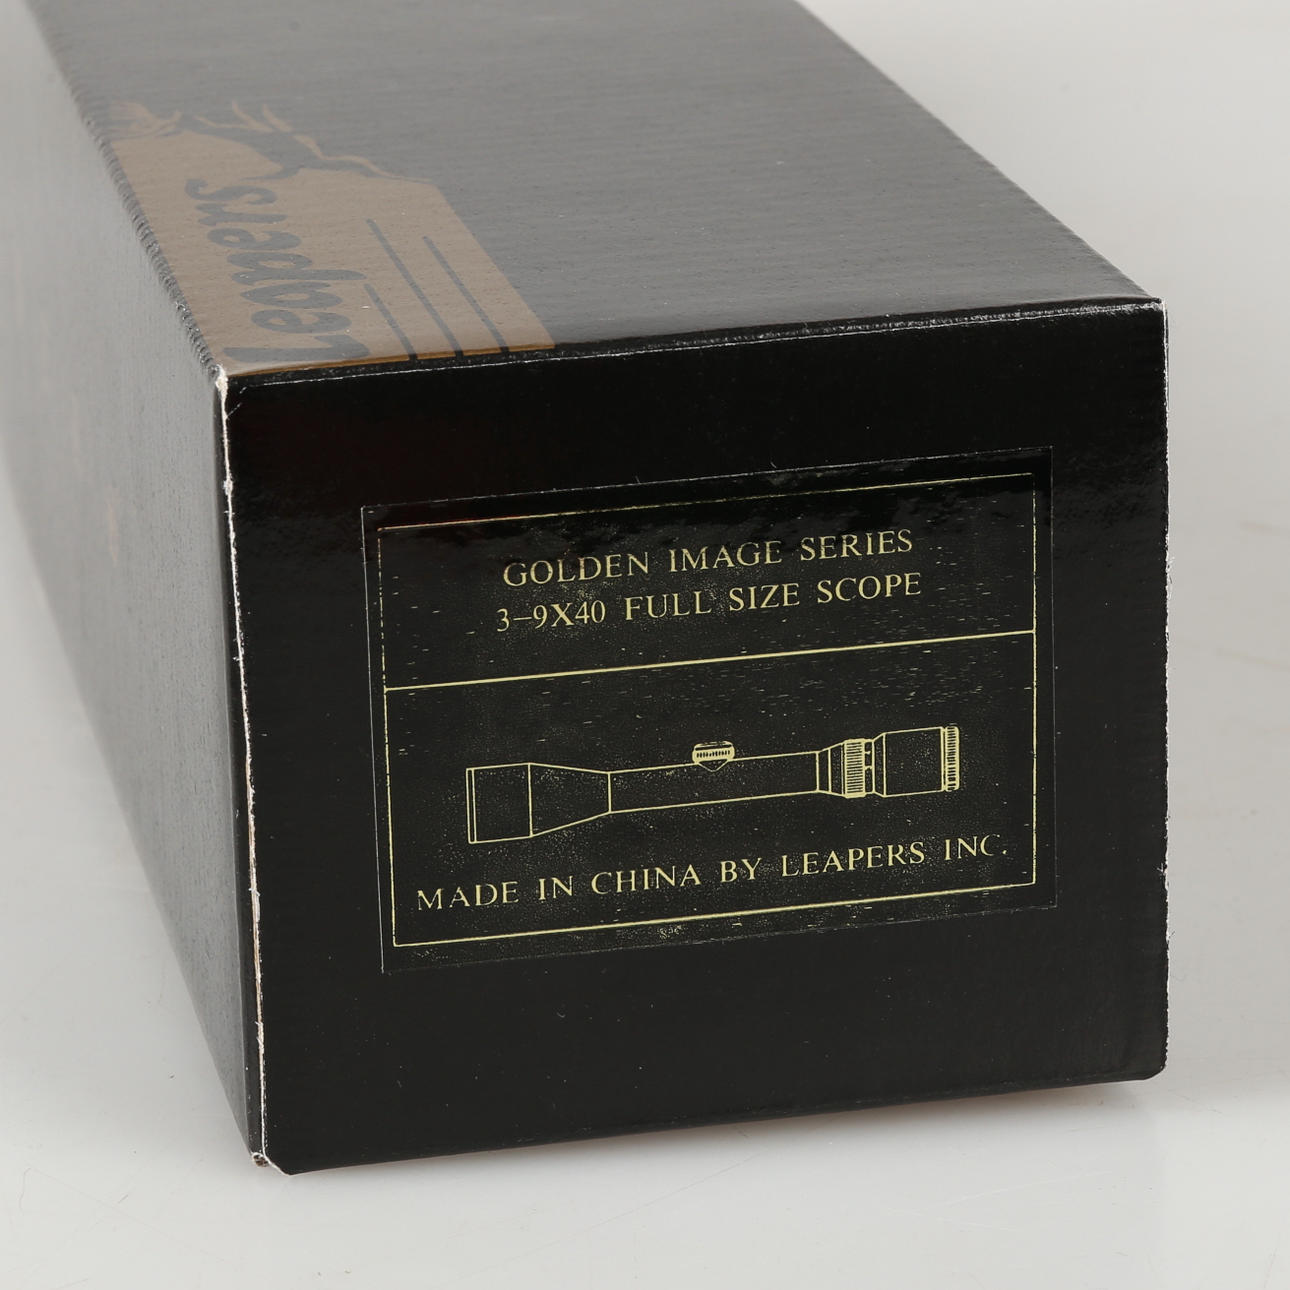 Leapers
GOLDEN IMAGE SERIES
3-9X40 FULL SIZE SCOPE
MADE IN CHINA BY LEAPERS INC.